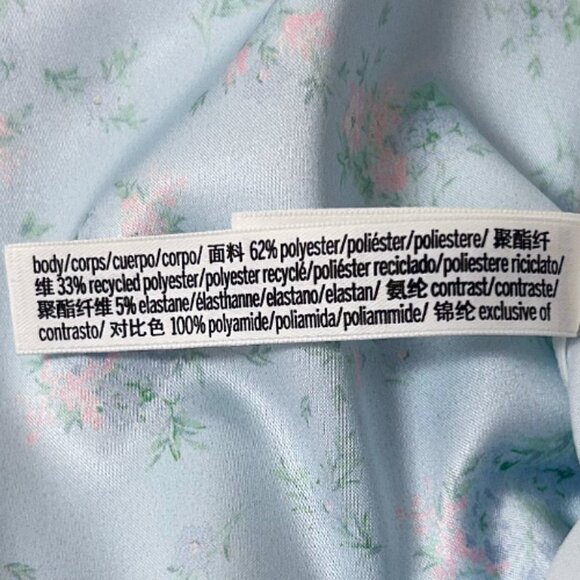 body/corps/cuerpo/corpo/ 面料 62% polyester/poliéster/poliestere/ 聚酯纤
维 33% recycled polyester/polyester recyclé/poliéster reciclado/poliestere riciclato/
聚酯纤维 5% elastane/élasthanne/elastano/elastan/ 氨纶 contrast/contraste/
contrasto/ 对比色 100% polyamide/poliamida/poliammide/ 锦纶 exclusive of